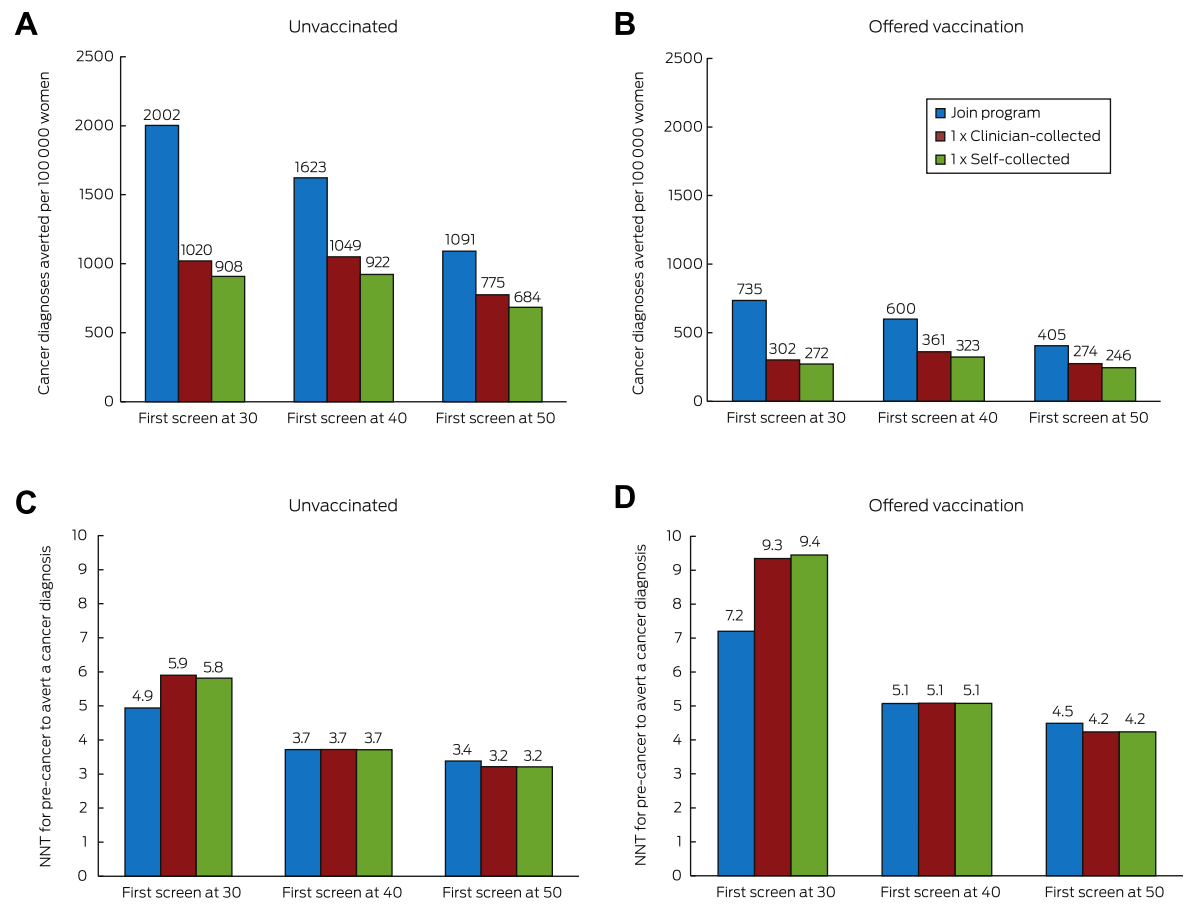 A
Unvaccinated
Cancer diagnoses averted per 100 000 women
2500
2000
1500
1000
500
0
2002
1020
908
1623
1049
922
1091
775
684
First screen at 30
First screen at 40
First screen at 50
B
Offered vaccination
Cancer diagnoses averted per 100 000 women
2500
2000
1500
1000
500
0
Join program
1 x Clinician-collected
1 x Self-collected
735
302
272
600
361
323
405
274
246
First screen at 30
First screen at 40
First screen at 50
C
Unvaccinated
NNT for pre-cancer to avert a cancer diagnosis
10
9
8
7
6
5
4
3
2
1
0
4.9
5.9
5.8
3.7
3.7
3.7
3.4
3.2
3.2
First screen at 30
First screen at 40
First screen at 50
D
Offered vaccination
NNT for pre-cancer to avert a cancer diagnosis
10
9
8
7
6
5
4
3
2
1
0
7.2
9.3
9.4
5.1
5.1
5.1
4.5
4.2
4.2
First screen at 30
First screen at 40
First screen at 50